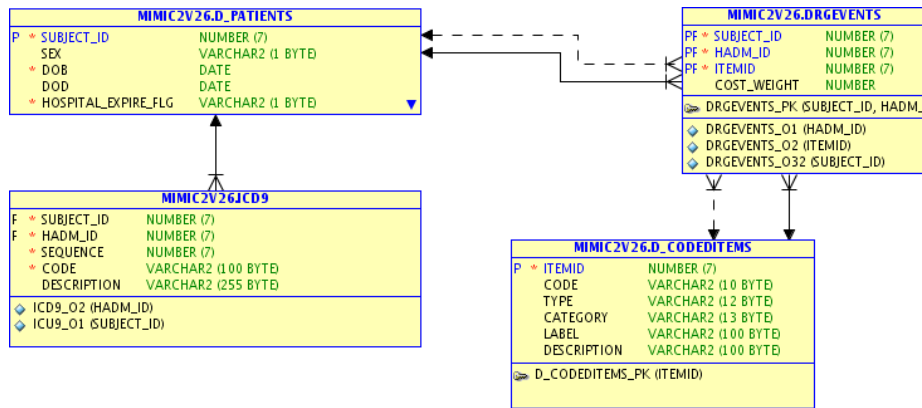 MIMIC2V26.D_PATIENTS
P * SUBJECT_ID NUMBER (7)
SEX VARCHAR2 (1 BYTE)
* DOB DATE
DOD DATE
* HOSPITAL_EXPIRE_FLG VARCHAR2 (1 BYTE)
MIMIC2V26.DRGEVENTS
PF * SUBJECT_ID NUMBER (7)
PF * HADM_ID NUMBER (7)
PF * ITEMID NUMBER (7)
COST_WEIGHT NUMBER
DRGEVENTS_PK (SUBJECT_ID, HADM_
DRGEVENTS_O1 (HADM_ID)
DRGEVENTS_O2 (ITEMID)
DRGEVENTS_O32 (SUBJECT_ID)
MIMIC2V26.ICD9
F * SUBJECT_ID NUMBER (7)
F * HADM_ID NUMBER (7)
* SEQUENCE NUMBER (7)
* CODE VARCHAR2 (100 BYTE)
DESCRIPTION VARCHAR2 (255 BYTE)
ICD9_O2 (HADM_ID)
ICU9_O1 (SUBJECT_ID)
MIMIC2V26.D_CODEDITEMS
P * ITEMID NUMBER (7)
CODE VARCHAR2 (10 BYTE)
TYPE VARCHAR2 (12 BYTE)
CATEGORY VARCHAR2 (13 BYTE)
LABEL VARCHAR2 (100 BYTE)
DESCRIPTION VARCHAR2 (100 BYTE)
D_CODEDITEMS_PK (ITEMID)